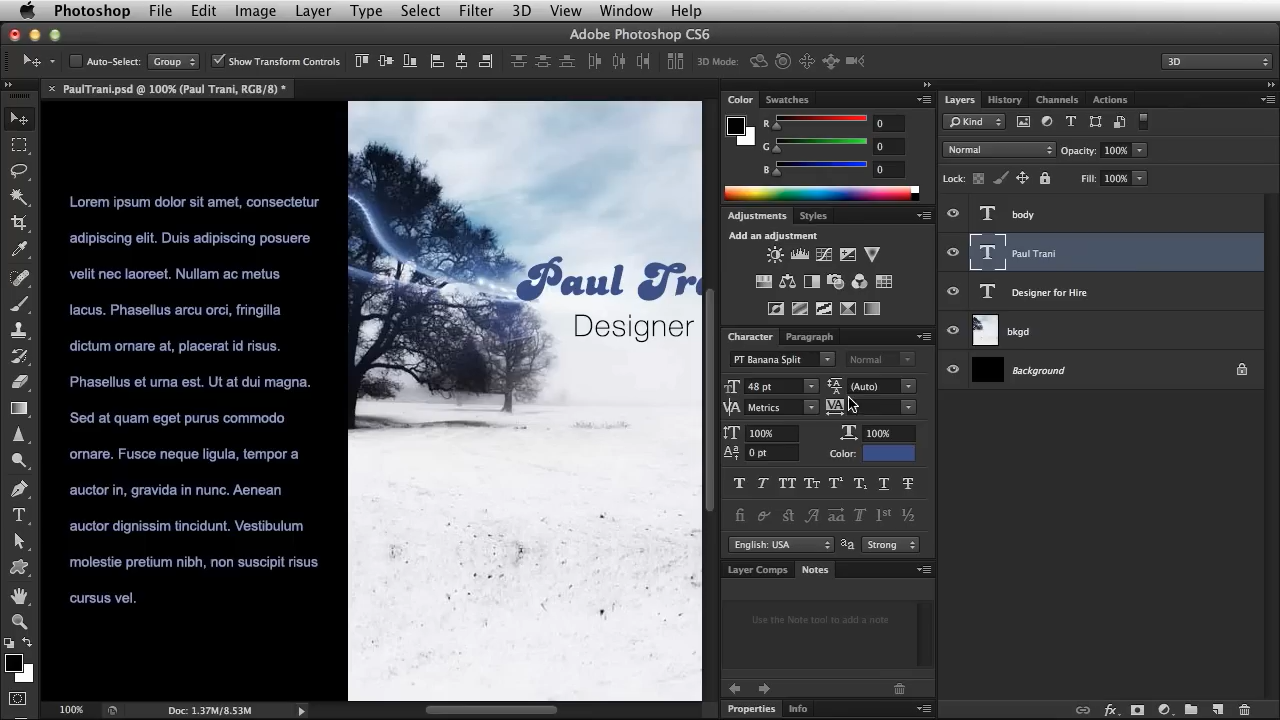 Photoshop File Edit Image Layer Type Select Filter 3D View Window Help
Adobe Photoshop CS6
Auto-Select: Group Show Transform Controls 3D Mode: 3D
PaulTrani.psd @ 100% (Paul Trani, RGB/8) *
Color Swatches
R 0
G 0
B 0
Adjustments Styles
Add an adjustment
Character Paragraph
PT Banana Split Normal
48 pt (Auto)
Metrics
100% 100%
0 pt Color:
English: USA Strong
Layer Comps Notes
Use the Note tool to add a note
Properties Info
Layers History Channels Actions
Kind
Normal Opacity: 100%
Lock: Fill: 100%
body
Paul Trani
Designer for Hire
bkgd
Background
Lorem ipsum dolor sit amet, consectetur
adipiscing elit. Duis adipiscing posuere
velit nec laoreet. Nullam ac metus
lacus. Phasellus arcu orci, fringilla
dictum ornare at, placerat id risus.
Phasellus et urna est. Ut at dui magna.
Sed at quam eget purus commodo
ornare. Fusce neque ligula, tempor a
auctor in, gravida in nunc. Aenean
auctor dignissim tincidunt. Vestibulum
molestie pretium nibh, non suscipit risus
cursus vel.
Paul Tra
Designer
100% Doc: 1.37M/8.53M